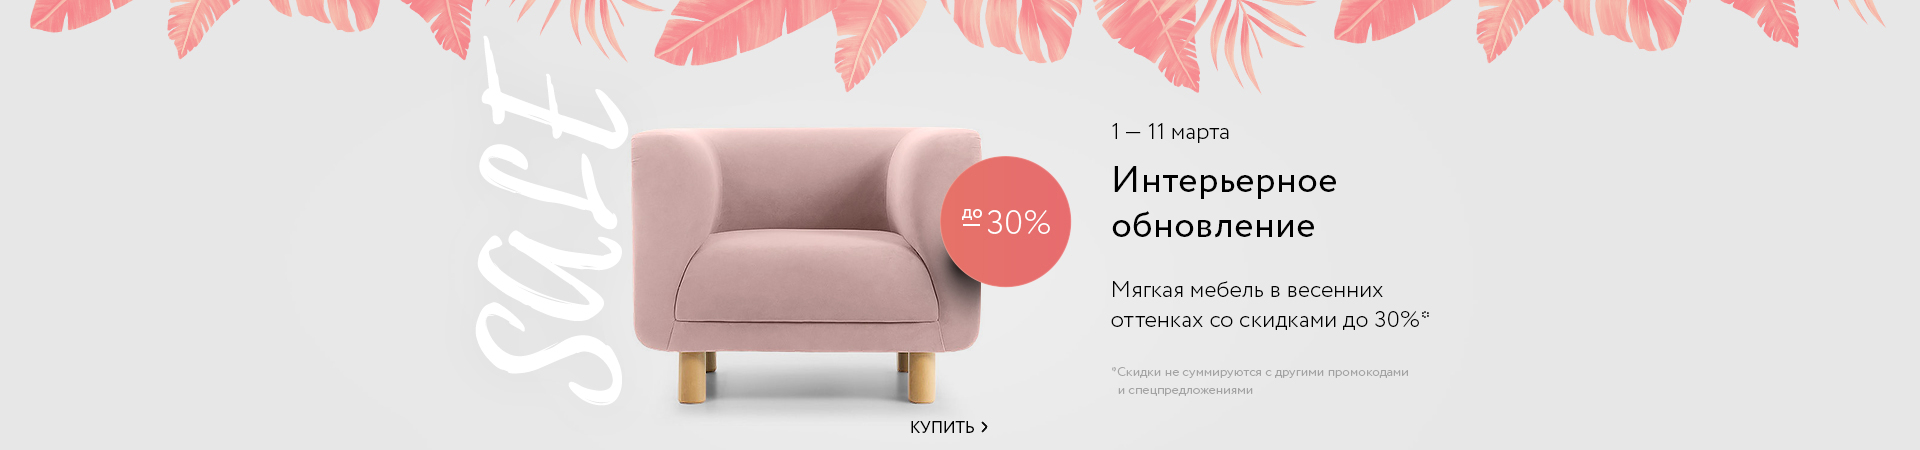 SALE
до 30%
1 — 11 марта
Интерьерное
обновление
Мягкая мебель в весенних
оттенках со скидками до 30%*
*Скидки не суммируются с другими промокодами
и спецпредложениями
КУПИТЬ >